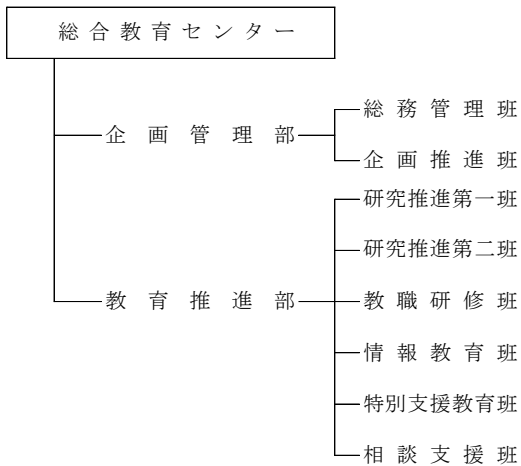 総合教育センター
企画管理部
総務管理班
企画推進班
教育推進部
研究推進第一班
研究推進第二班
教職研修班
情報教育班
特別支援教育班
相談支援班